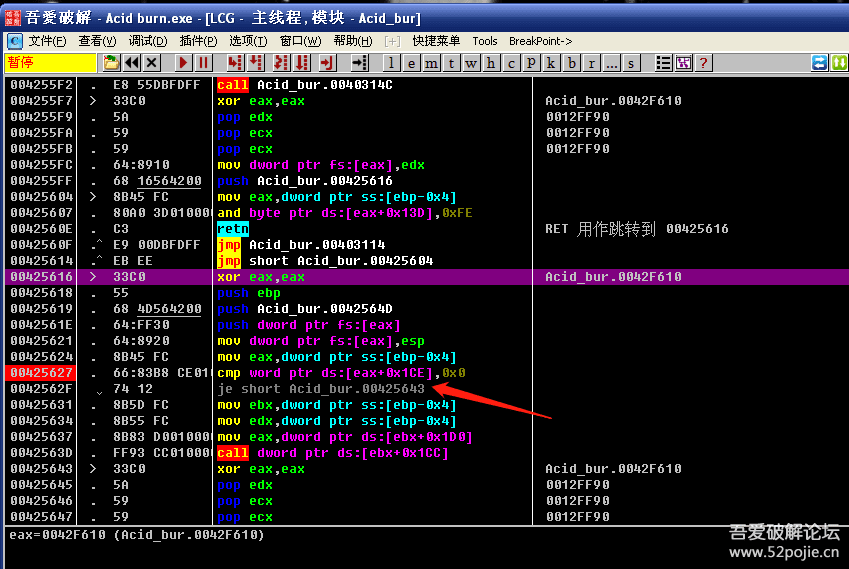 吾爱破解 - Acid burn.exe - [LCG - 主线程,模块 - Acid_bur]
文件(F) 查看(V) 调试(D) 插件(P) 选项(T) 窗口(W) 帮助(H) [+] 快捷菜单 Tools BreakPoint->
暂停 l e m t w h c p k b r ... s ?
004255F2 . E8 55DBFDFF call Acid_bur.0040314C
004255F7 > 33C0 xor eax,eax Acid_bur.0042F610
004255F9 . 5A pop edx 0012FF90
004255FA . 59 pop ecx 0012FF90
004255FB . 59 pop ecx 0012FF90
004255FC . 64:8910 mov dword ptr fs:[eax],edx
004255FF . 68 16564200 push Acid_bur.00425616
00425604 > 8B45 FC mov eax,dword ptr ss:[ebp-0x4]
00425607 . 80A0 3D010000 and byte ptr ds:[eax+0x13D],0xFE
0042560E . C3 retn RET 用作跳转到 00425616
0042560F .^ E9 00DBFDFF jmp Acid_bur.00403114
00425614 .^ EB EE jmp short Acid_bur.00425604
00425616 > 33C0 xor eax,eax Acid_bur.0042F610
00425618 . 55 push ebp
00425619 . 68 4D564200 push Acid_bur.0042564D
0042561E . 64:FF30 push dword ptr fs:[eax]
00425621 . 64:8920 mov dword ptr fs:[eax],esp
00425624 . 8B45 FC mov eax,dword ptr ss:[ebp-0x4]
00425627 . 66:83B8 CE01 cmp word ptr ds:[eax+0x1CE],0x0
0042562F . 74 12 je short Acid_bur.00425643
00425631 . 8B5D FC mov ebx,dword ptr ss:[ebp-0x4]
00425634 . 8B55 FC mov edx,dword ptr ss:[ebp-0x4]
00425637 . 8B83 D0010000 mov eax,dword ptr ds:[ebx+0x1D0]
0042563D . FF93 CC010000 call dword ptr ds:[ebx+0x1CC]
00425643 > 33C0 xor eax,eax Acid_bur.0042F610
00425645 . 5A pop edx 0012FF90
00425646 . 59 pop ecx 0012FF90
00425647 . 59 pop ecx 0012FF90
eax=0042F610 (Acid_bur.0042F610)
吾爱破解论坛
www.52pojie.cn